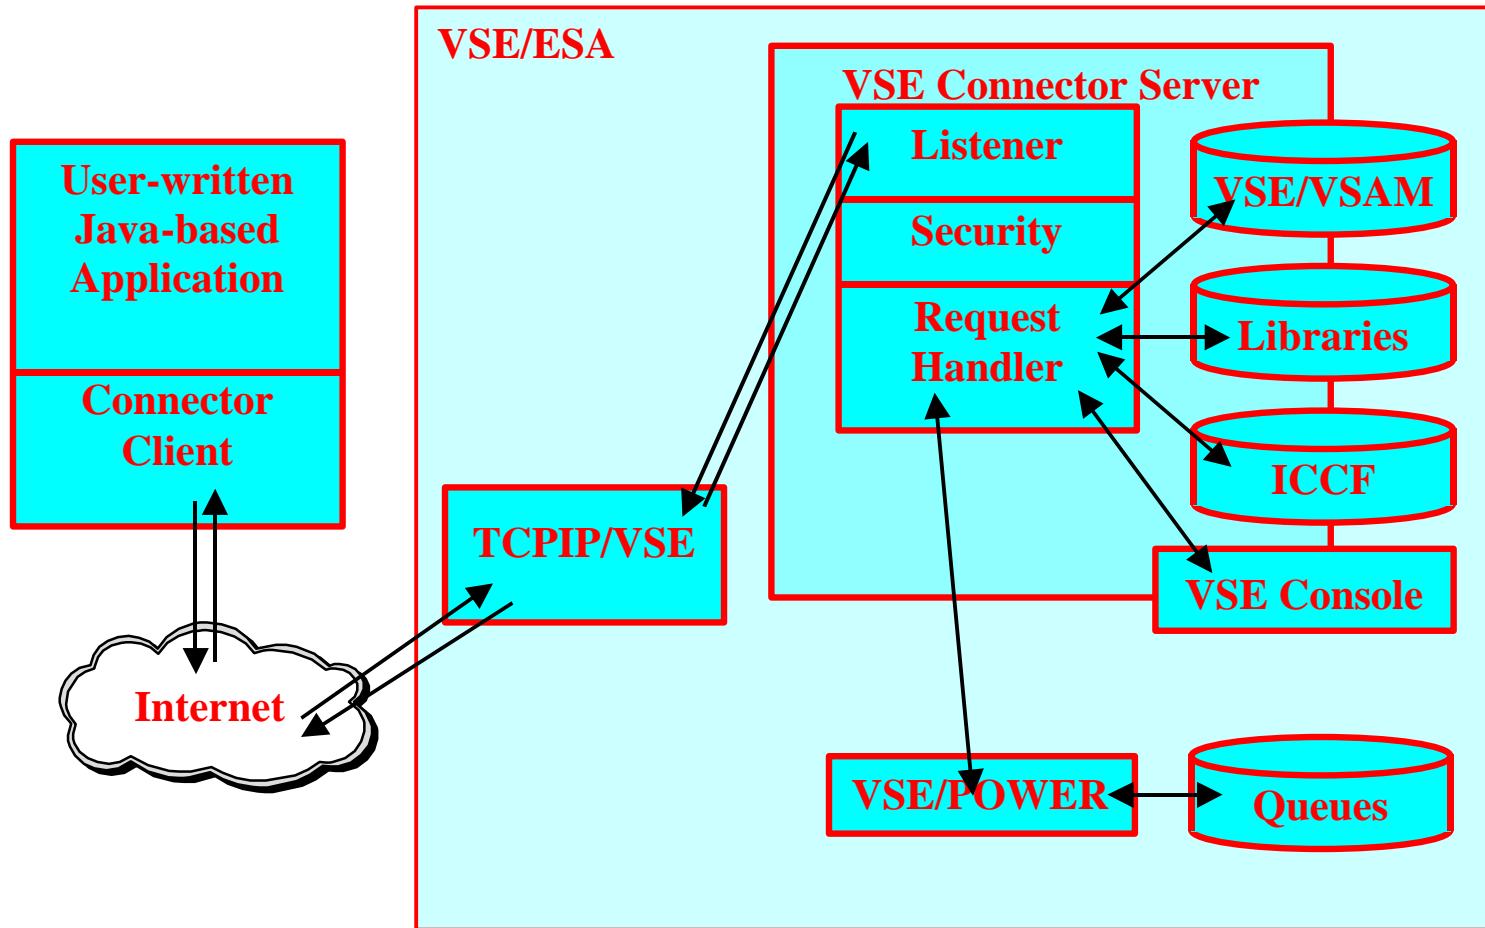 VSE/ESA
VSE Connector Server
User-written
Java-based
Application
Connector
Client
Internet
TCPIP/VSE
Listener
Security
Request
Handler
VSE/VSAM
Libraries
ICCF
VSE Console
VSE/POWER
Queues